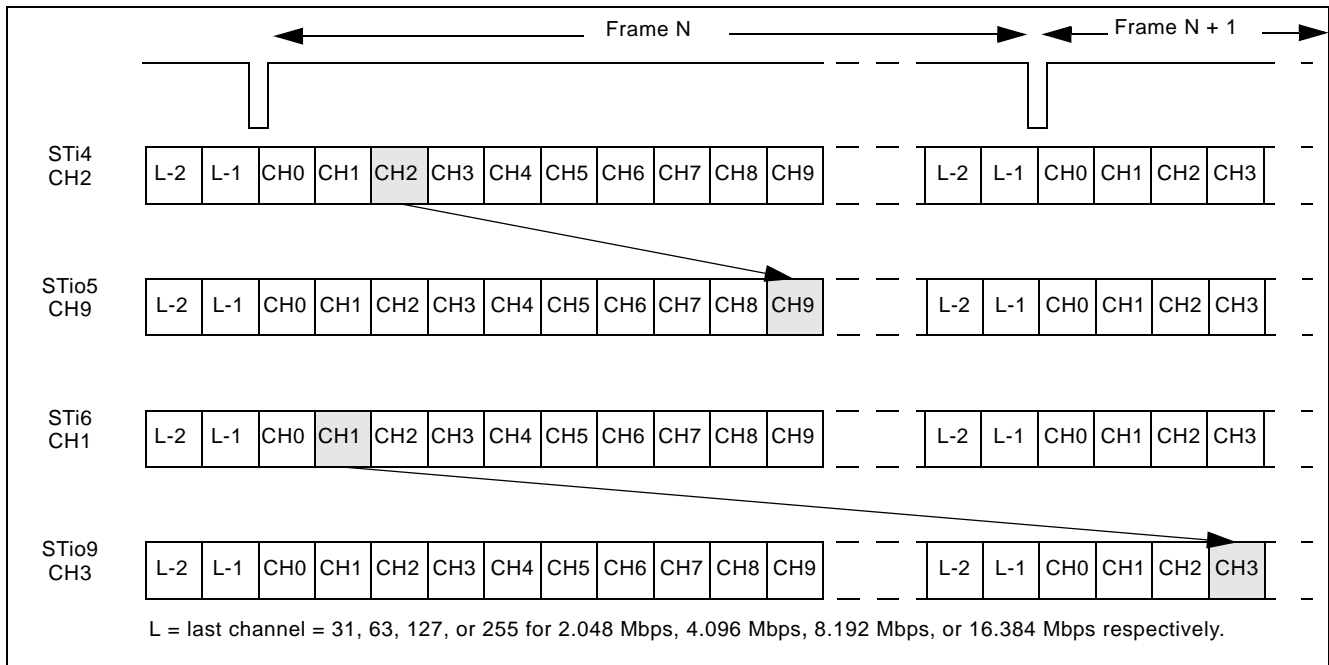 Frame N
Frame N + 1
STi4
CH2
L-2 L-1 CH0 CH1 CH2 CH3 CH4 CH5 CH6 CH7 CH8 CH9 L-2 L-1 CH0 CH1 CH2 CH3
STio5
CH9
L-2 L-1 CH0 CH1 CH2 CH3 CH4 CH5 CH6 CH7 CH8 CH9 L-2 L-1 CH0 CH1 CH2 CH3
STi6
CH1
L-2 L-1 CH0 CH1 CH2 CH3 CH4 CH5 CH6 CH7 CH8 CH9 L-2 L-1 CH0 CH1 CH2 CH3
STio9
CH3
L-2 L-1 CH0 CH1 CH2 CH3 CH4 CH5 CH6 CH7 CH8 CH9 L-2 L-1 CH0 CH1 CH2 CH3
L = last channel = 31, 63, 127, or 255 for 2.048 Mbps, 4.096 Mbps, 8.192 Mbps, or 16.384 Mbps respectively.